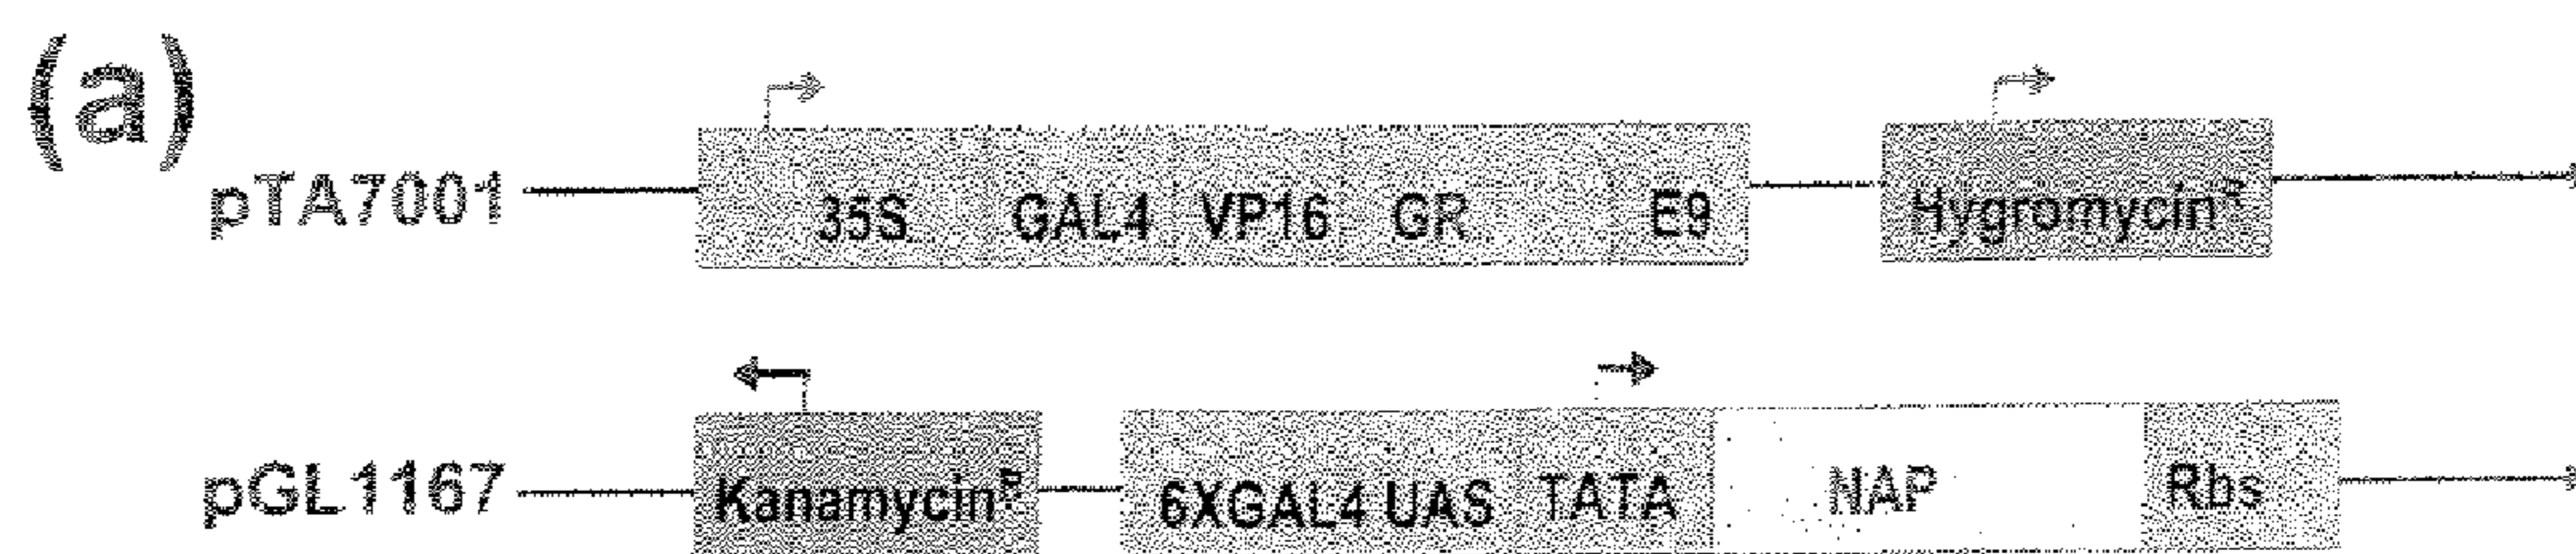 (a)
pTA7001 35S GAL4 VP16 GR E9 Hygromycinᴿ
pGL1167 Kanamycinᴿ 6XGAL4 UAS TATA NAP Rbs